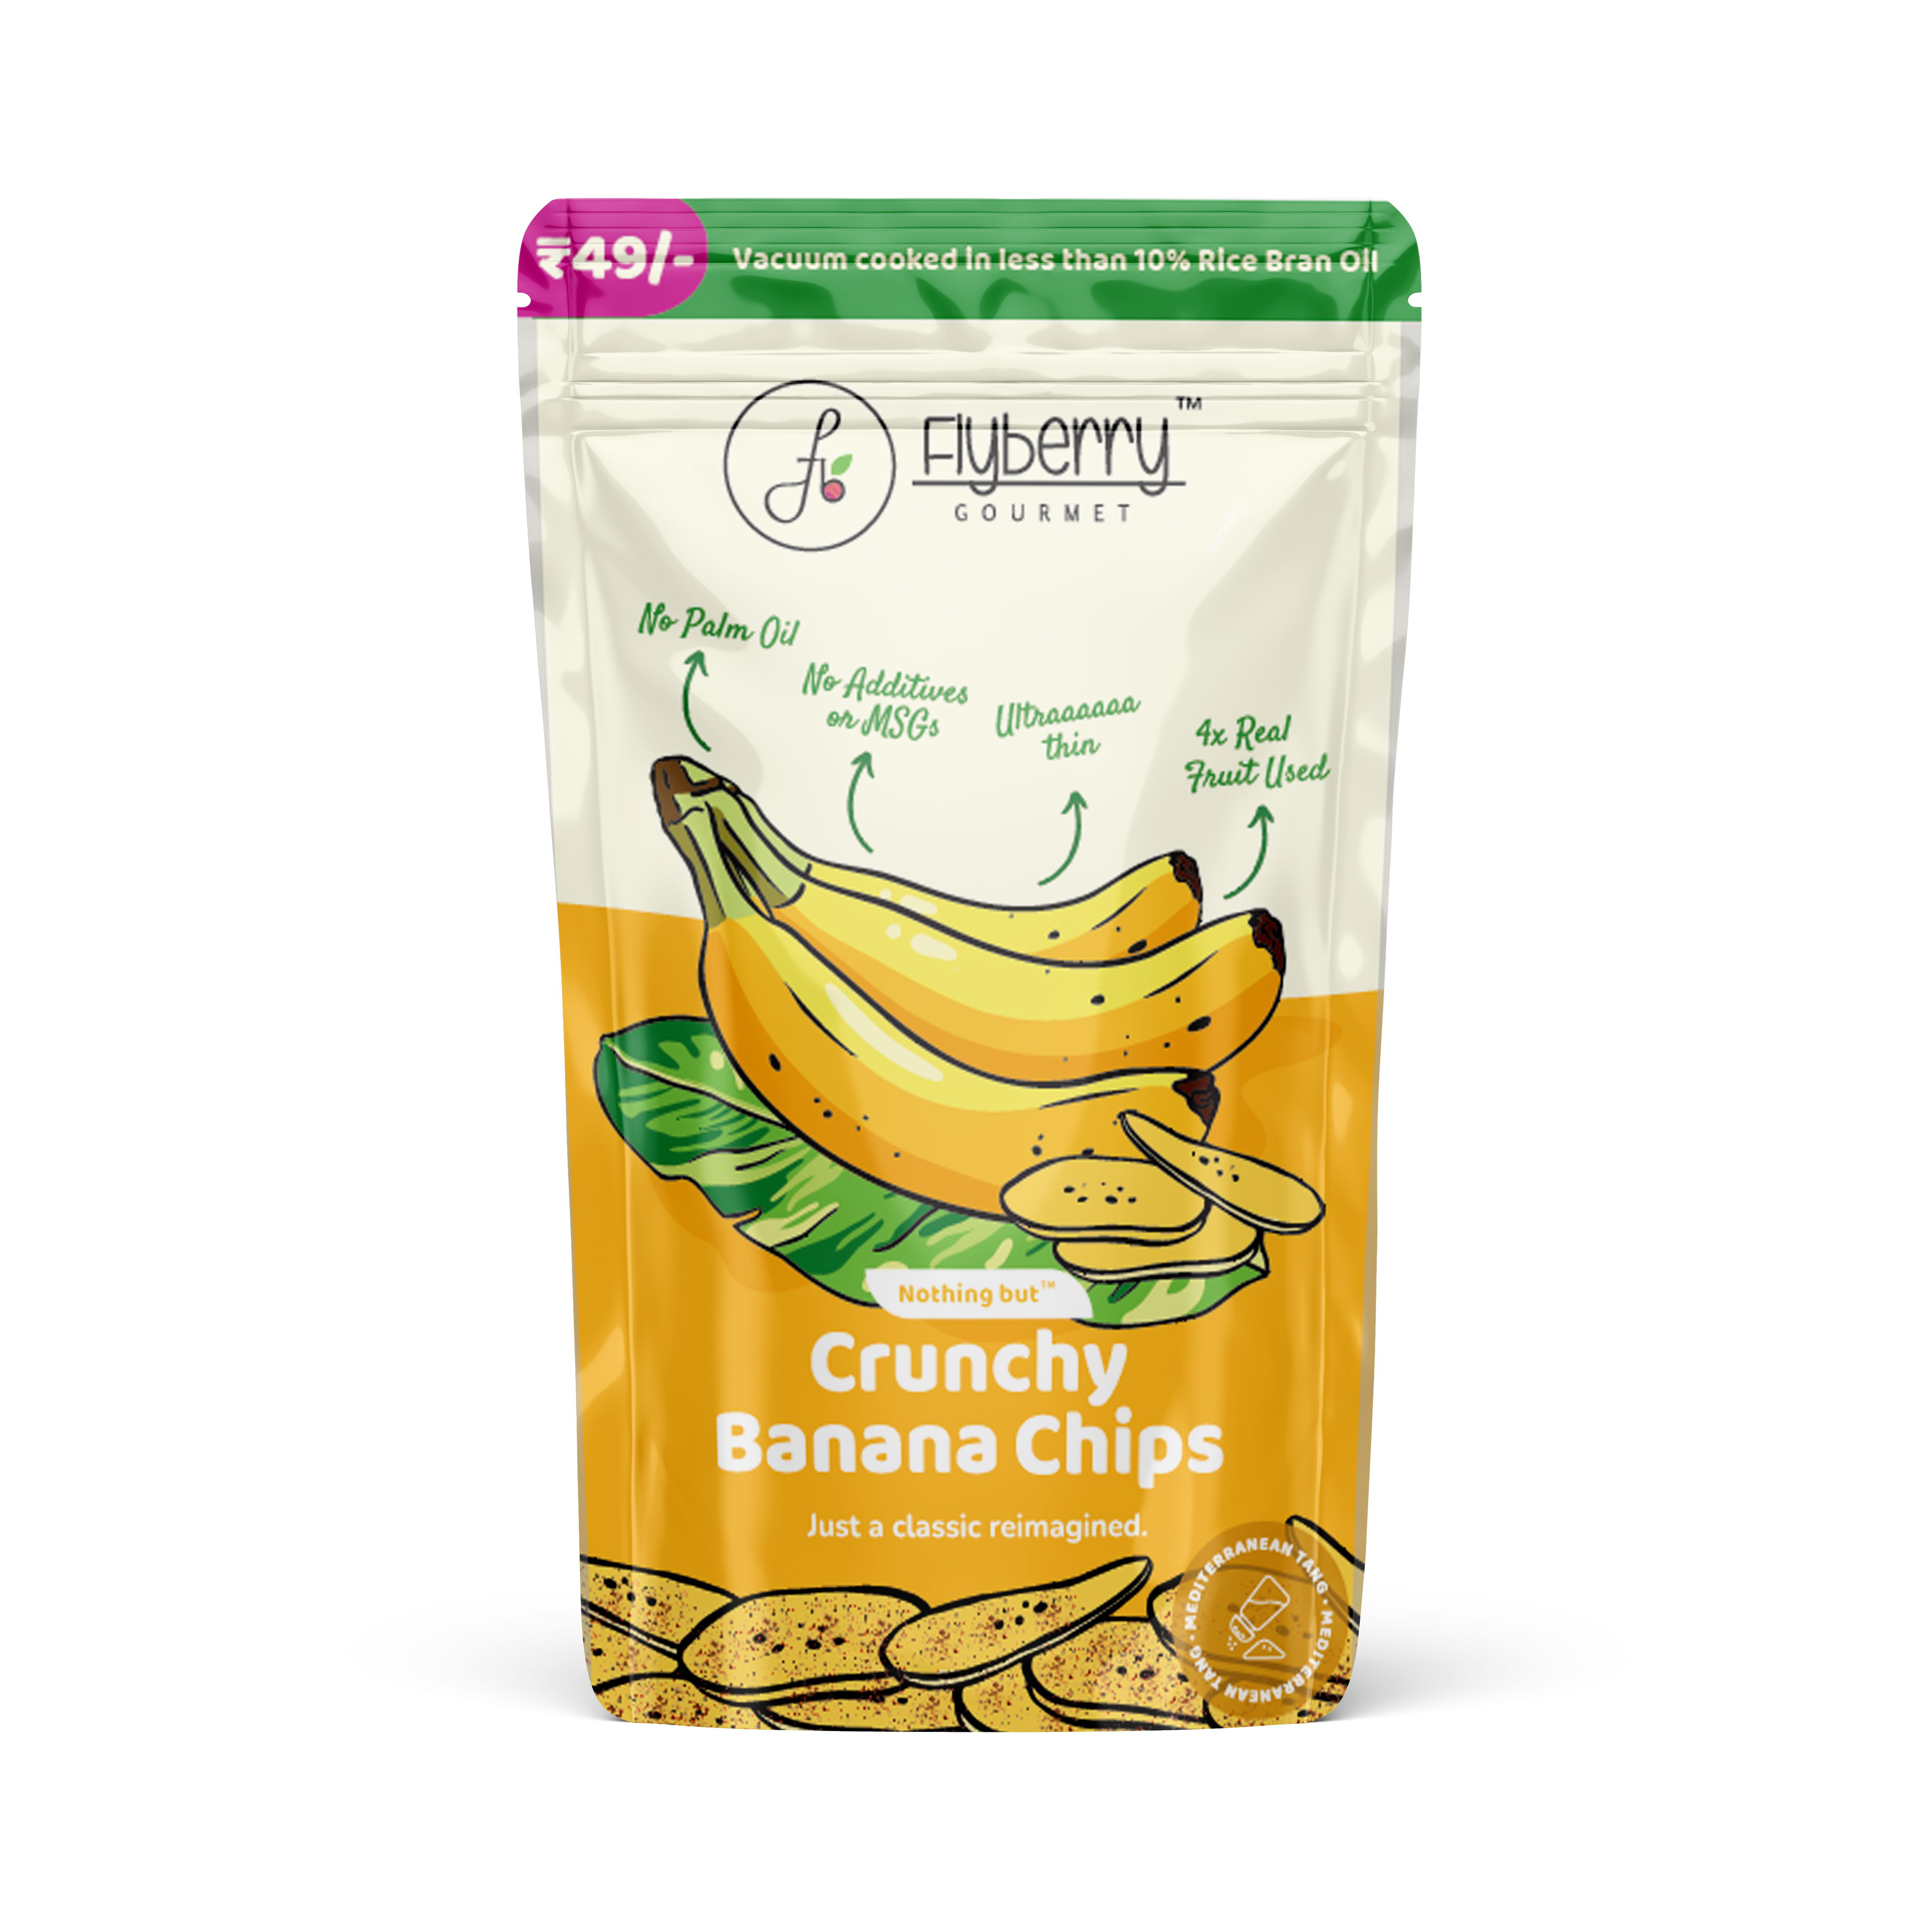 ₹49/-
Vacuum cooked in less than 10% Rice Bran Oil
Flyberry™
GOURMET
No Palm Oil
No Additives
or MSGs
Ultraaaaaa
thin
4x Real
Fruit Used
Nothing but™
Crunchy
Banana Chips
Just a classic reimagined.
MEDITERRANEAN TANG • MEDITERRANEAN TANG •